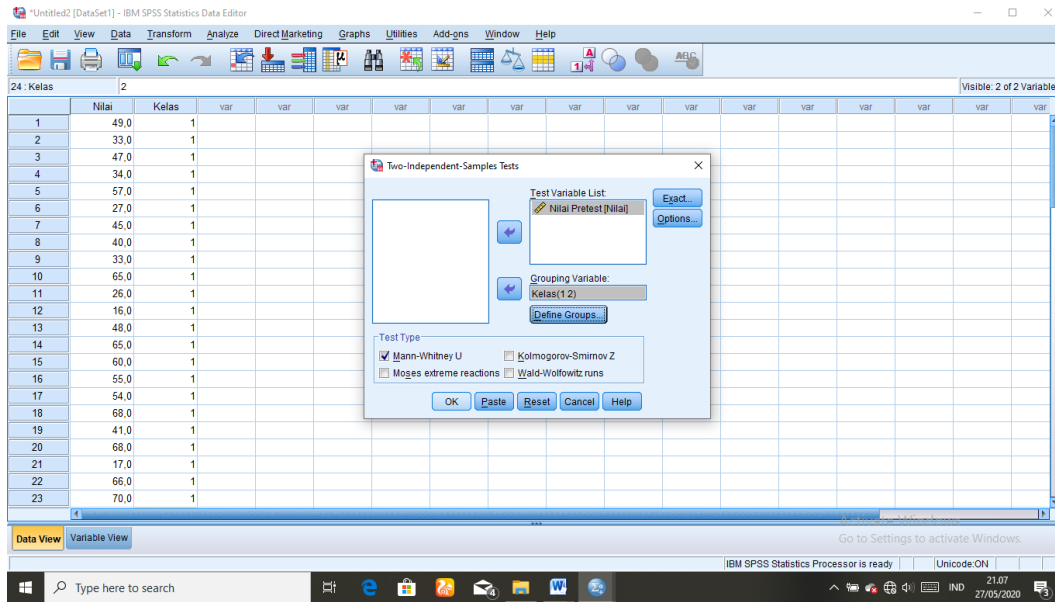 *Untitled2 [DataSet1] - IBM SPSS Statistics Data Editor
File Edit View Data Transform Analyze Direct Marketing Graphs Utilities Add-ons Window Help
24 : Kelas 2 Visible: 2 of 2 Variable
Nilai Kelas var var var var var var var var var var var var var var var
1 49,0 1
2 33,0 1
3 47,0 1
4 34,0 1
5 57,0 1
6 27,0 1
7 45,0 1
8 40,0 1
9 33,0 1
10 65,0 1
11 26,0 1
12 16,0 1
13 48,0 1
14 65,0 1
15 60,0 1
16 55,0 1
17 54,0 1
18 68,0 1
19 41,0 1
20 68,0 1
21 17,0 1
22 66,0 1
23 70,0 1
Two-Independent-Samples Tests
Test Variable List:
Nilai Pretest [Nilai]
Exact...
Options...
Grouping Variable:
Kelas(1 2)
Define Groups...
Test Type
Mann-Whitney U Kolmogorov-Smirnov Z
Moses extreme reactions Wald-Wolfowitz runs
OK Paste Reset Cancel Help
Data View Variable View
Activate Windows
Go to Settings to activate Windows.
IBM SPSS Statistics Processor is ready Unicode:ON
Type here to search
IND
21.07
27/05/2020